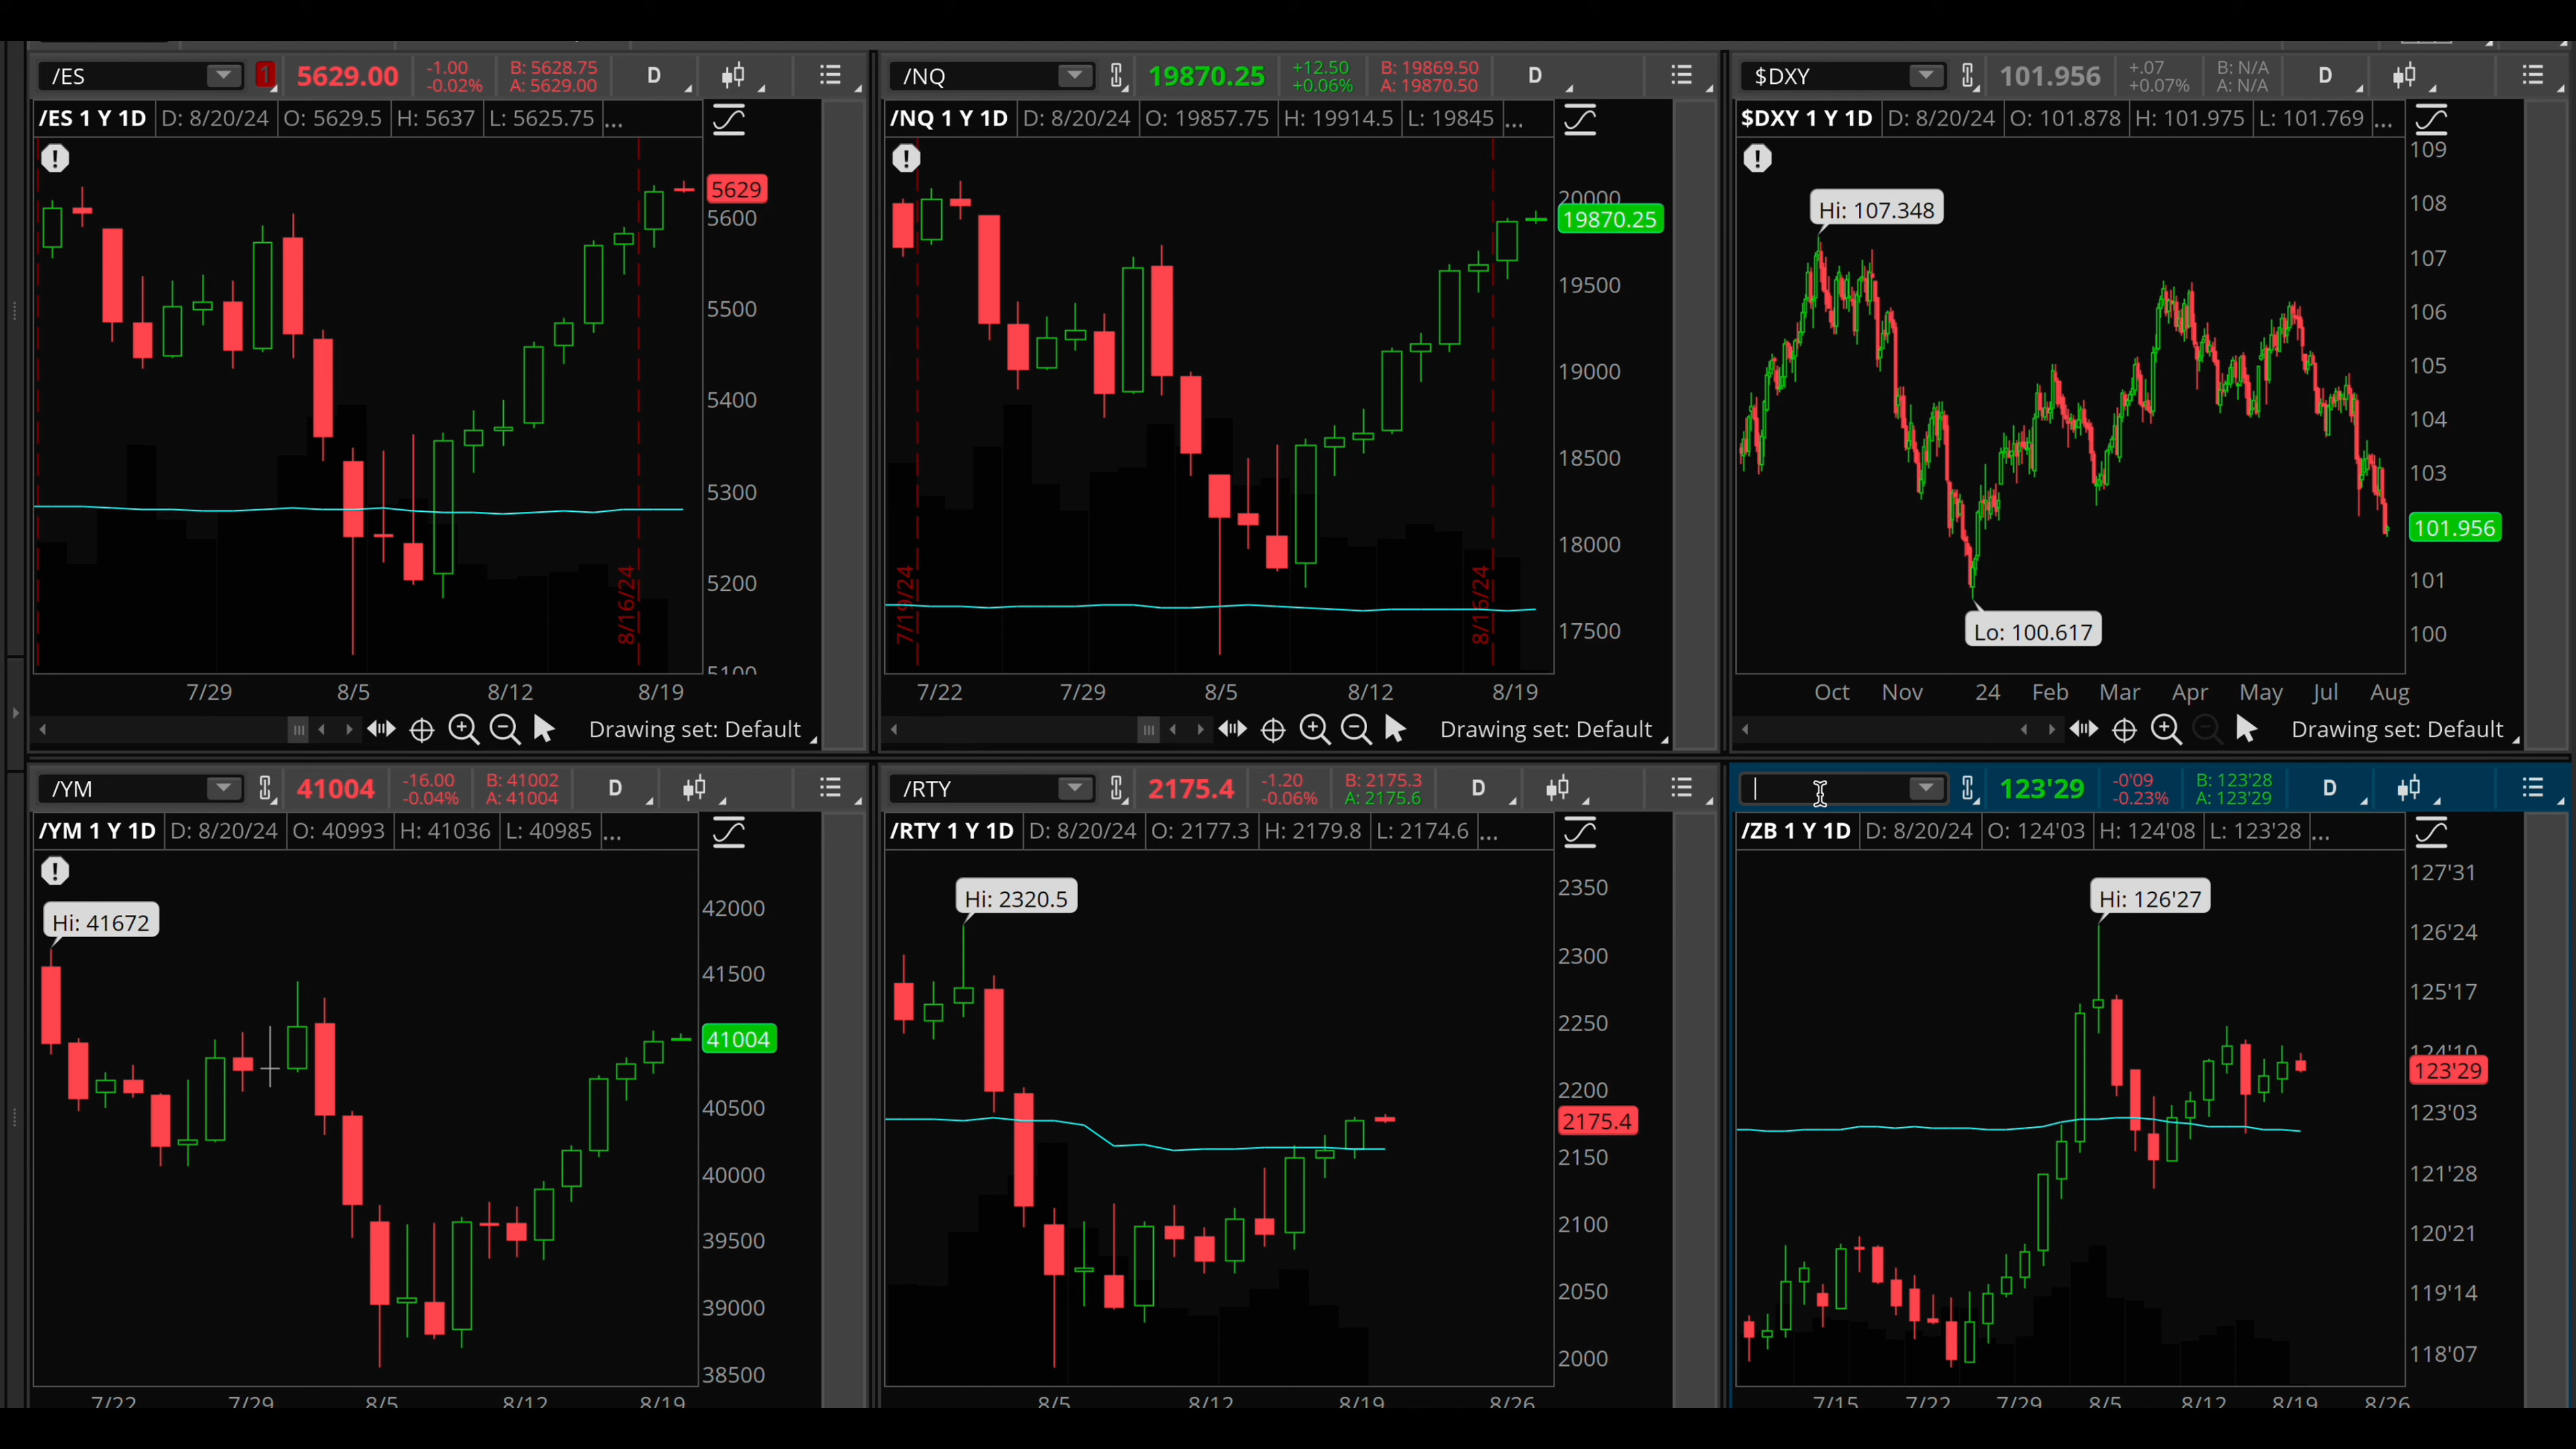 /ES 1 5629.00 -1.00 -0.02% B: 5628.75 A: 5629.00 D
/ES 1 Y 1D D: 8/20/24 O: 5629.5 H: 5637 L: 5625.75 ...
5629
5600
5500
5400
5300
5200
5100
8/16/24
7/29 8/5 8/12 8/19
Drawing set: Default
/NQ 19870.25 +12.50 +0.06% B: 19869.50 A: 19870.50 D
/NQ 1 Y 1D D: 8/20/24 O: 19857.75 H: 19914.5 L: 19845 ...
20000
19870.25
19500
19000
18500
18000
17500
7/19/24
8/16/24
7/22 7/29 8/5 8/12 8/19
Drawing set: Default
$DXY 101.956 +.07 +0.07% B: N/A A: N/A D
$DXY 1 Y 1D D: 8/20/24 O: 101.878 H: 101.975 L: 101.769 ...
Hi: 107.348
Lo: 100.617
109
108
107
106
105
104
103
101.956
101
100
Oct Nov 24 Feb Mar Apr May Jul Aug
Drawing set: Default
/YM 41004 -16.00 -0.04% B: 41002 A: 41004 D
/YM 1 Y 1D D: 8/20/24 O: 40993 H: 41036 L: 40985 ...
Hi: 41672
42000
41500
41004
40500
40000
39500
39000
38500
7/22 7/29 8/5 8/12 8/19
/RTY 2175.4 -1.20 -0.06% B: 2175.3 A: 2175.6 D
/RTY 1 Y 1D D: 8/20/24 O: 2177.3 H: 2179.8 L: 2174.6 ...
Hi: 2320.5
2350
2300
2250
2200
2175.4
2150
2100
2050
2000
8/5 8/12 8/19 8/26
123'29 -0'09 -0.23% B: 123'28 A: 123'29 D
/ZB 1 Y 1D D: 8/20/24 O: 124'03 H: 124'08 L: 123'28 ...
Hi: 126'27
127'31
126'24
125'17
124'10
123'29
123'03
121'28
120'21
119'14
118'07
7/15 7/22 7/29 8/5 8/12 8/19 8/26